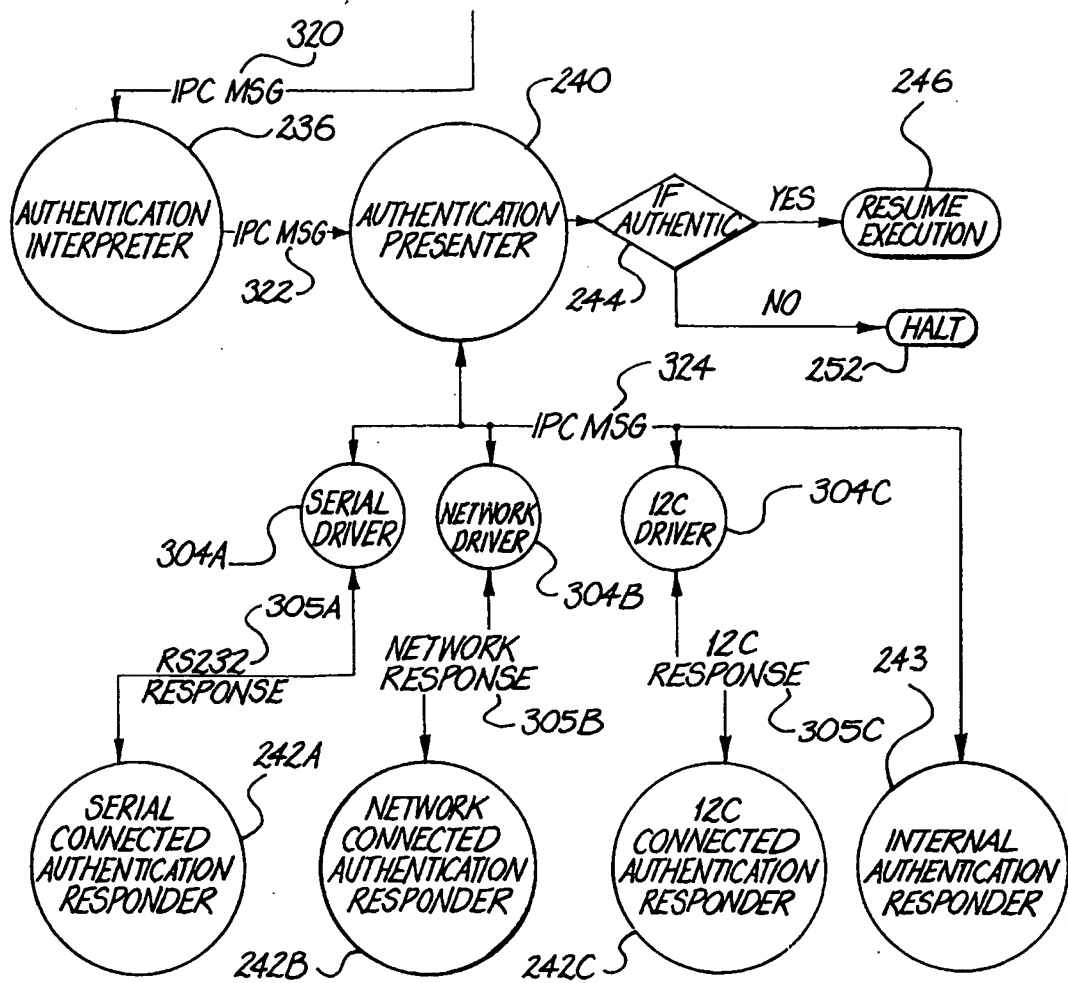 320
IPC MSG
240
246
236
AUTHENTICATION
INTERPRETER
IPC MSG
322
AUTHENTICATION
PRESENTER
IF
AUTHENTIC
244
YES
RESUME
EXECUTION
NO
HALT
252
324
IPC MSG
SERIAL
DRIVER
304A
NETWORK
DRIVER
304B
12C
DRIVER
304C
305A
RS232
RESPONSE
NETWORK
RESPONSE
305B
12C
RESPONSE
305C
243
242A
SERIAL
CONNECTED
AUTHENTICATION
RESPONDER
NETWORK
CONNECTED
AUTHENTICATION
RESPONDER
242B
12C
CONNECTED
AUTHENTICATION
RESPONDER
242C
INTERNAL
AUTHENTICATION
RESPONDER